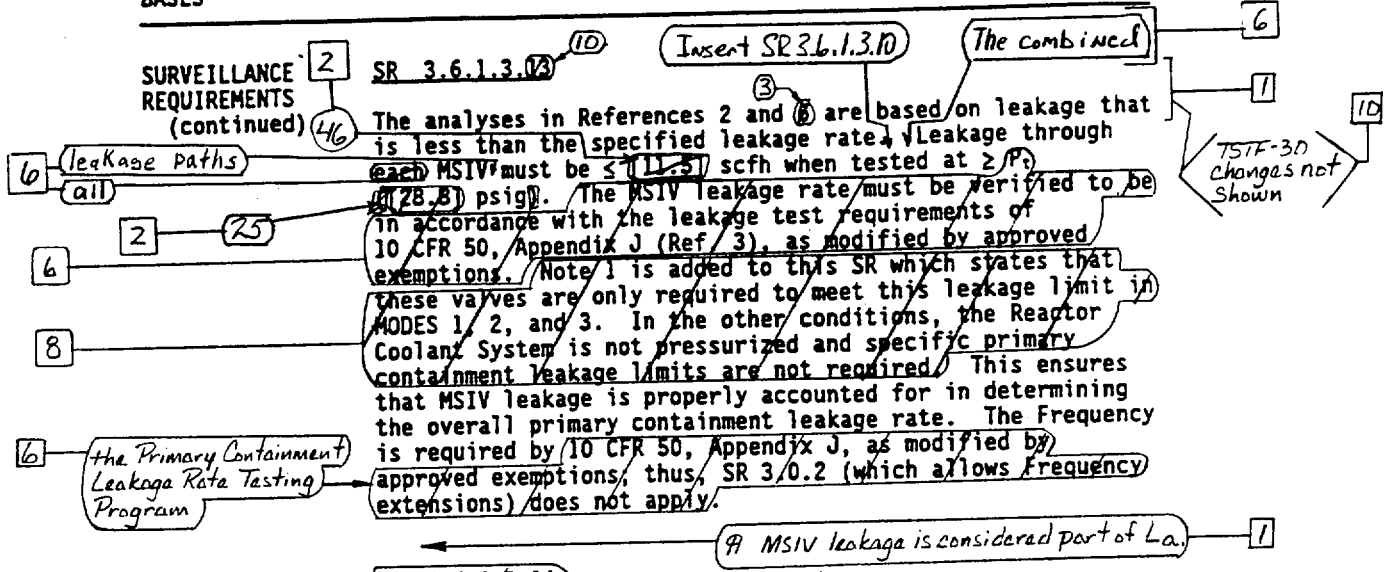 BASES
6
2
SR 3.6.1.3.13
10
Insert SR 3.6.1.3.10
The combined
SURVEILLANCE
REQUIREMENTS
(continued)
3
1
10
46
The analyses in References 2 and 6 are based on leakage that
is less than the specified leakage rate. Leakage through
each MSIV must be ≤ [11.5] scfh when tested at ≥ Pt
([28.8] psig). The MSIV leakage rate must be verified to be
in accordance with the leakage test requirements of
10 CFR 50, Appendix J (Ref. 3), as modified by approved
exemptions. Note 1 is added to this SR which states that
these valves are only required to meet this leakage limit in
MODES 1, 2, and 3. In the other conditions, the Reactor
Coolant System is not pressurized and specific primary
containment leakage limits are not required. This ensures
that MSIV leakage is properly accounted for in determining
the overall primary containment leakage rate. The Frequency
is required by 10 CFR 50, Appendix J, as modified by
approved exemptions; thus, SR 3.0.2 (which allows Frequency
extensions) does not apply.
6
leakage paths
all
TSTF-30
changes not
shown
2
25
6
8
6
the Primary Containment
Leakage Rate Testing
Program
MSIV leakage is considered part of La.
1